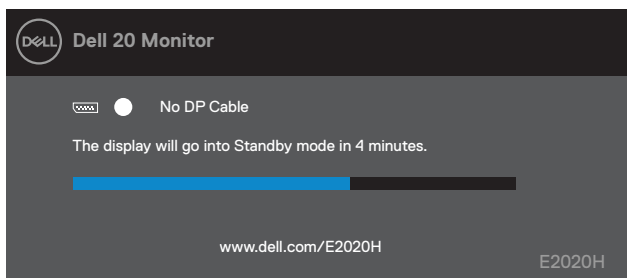 DELL
Dell 20 Monitor
No DP Cable
The display will go into Standby mode in 4 minutes.
www.dell.com/E2020H
E2020H